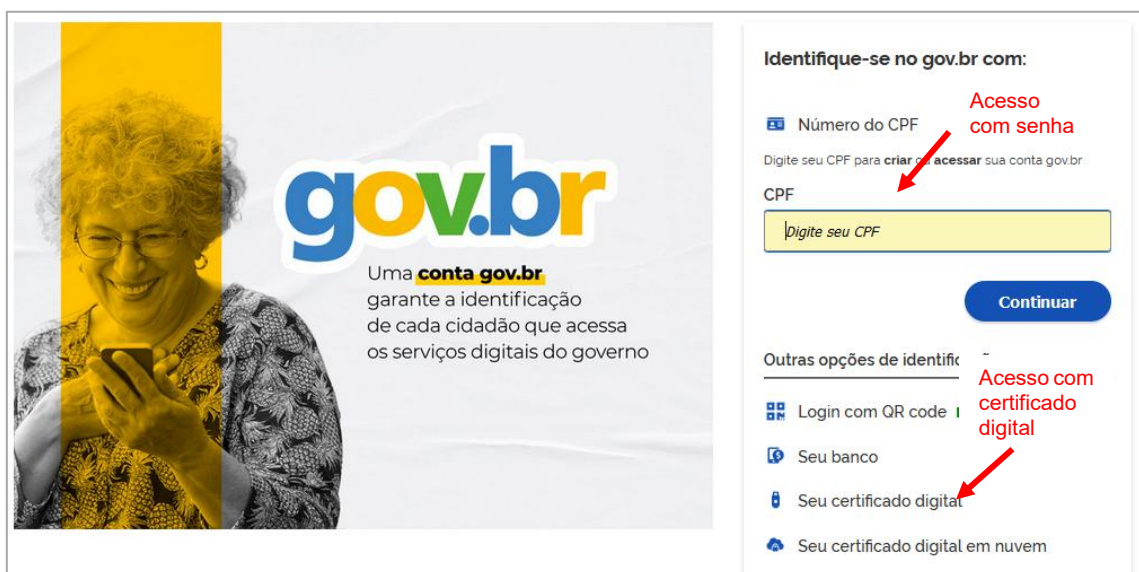 gov.br
Uma conta gov.br
garante a identificação
de cada cidadão que acessa
os serviços digitais do governo
Identifique-se no gov.br com:
Número do CPF
Acesso
com senha
Digite seu CPF para criar ou acessar sua conta gov.br
CPF
Digite seu CPF
Continuar
Outras opções de
Acesso com
certificado
digital
Login com QR code
Seu banco
Seu certificado digital
Seu certificado digital em nuvem